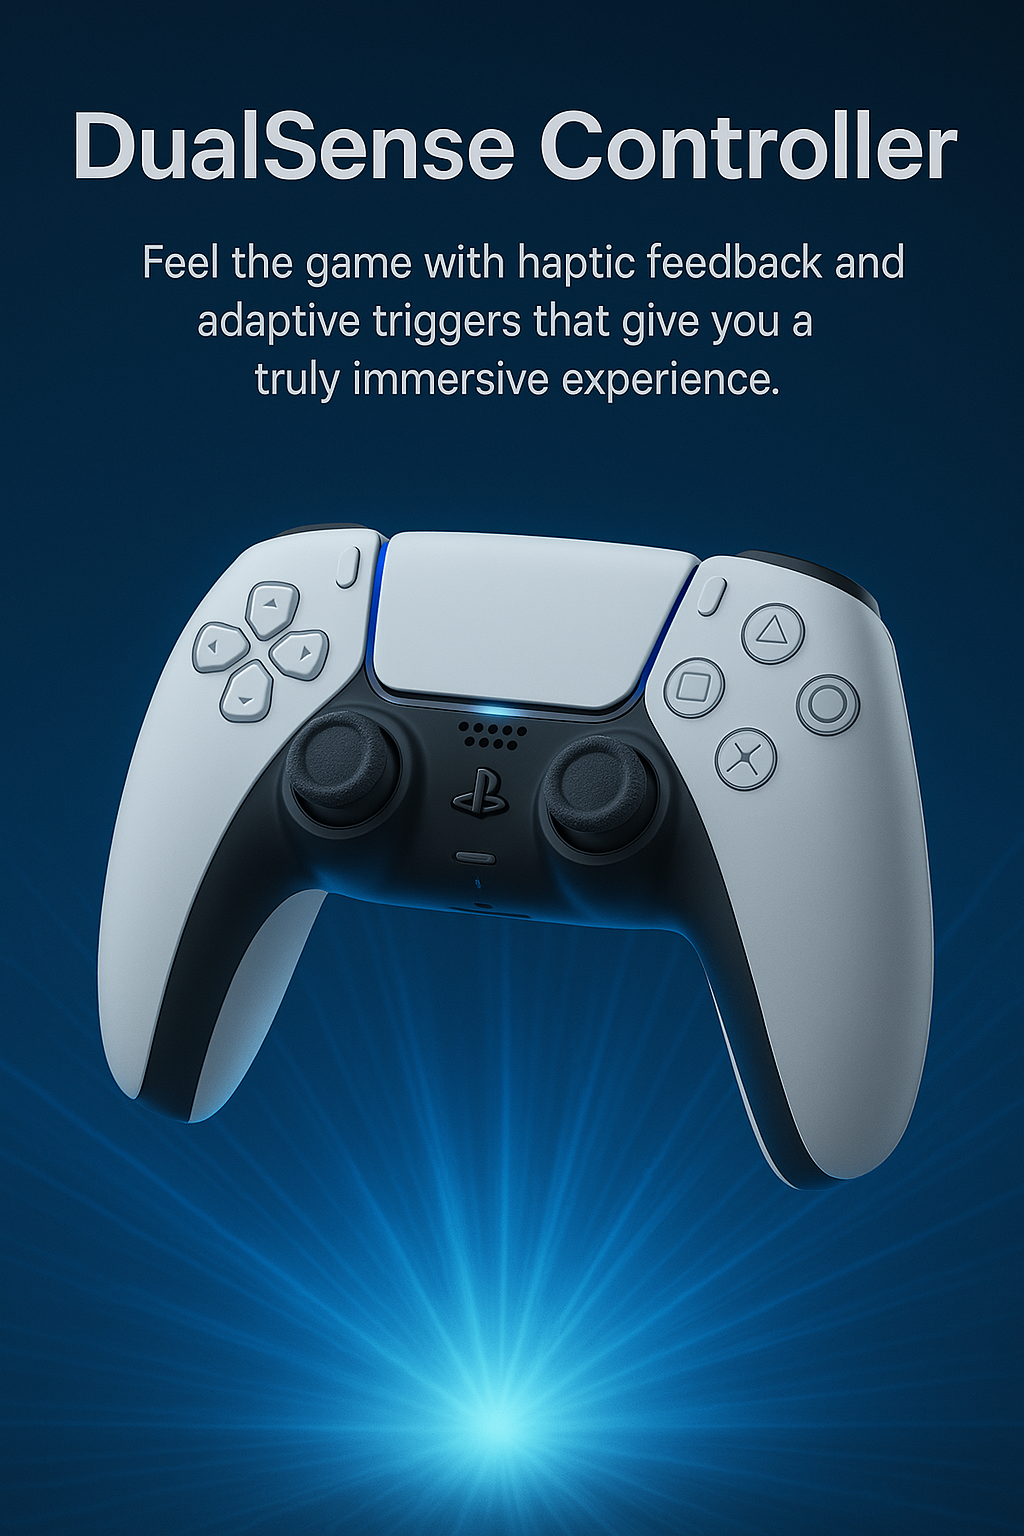 DualSense Controller
Feel the game with haptic feedback and
adaptive triggers that give you a
truly immersive experience.